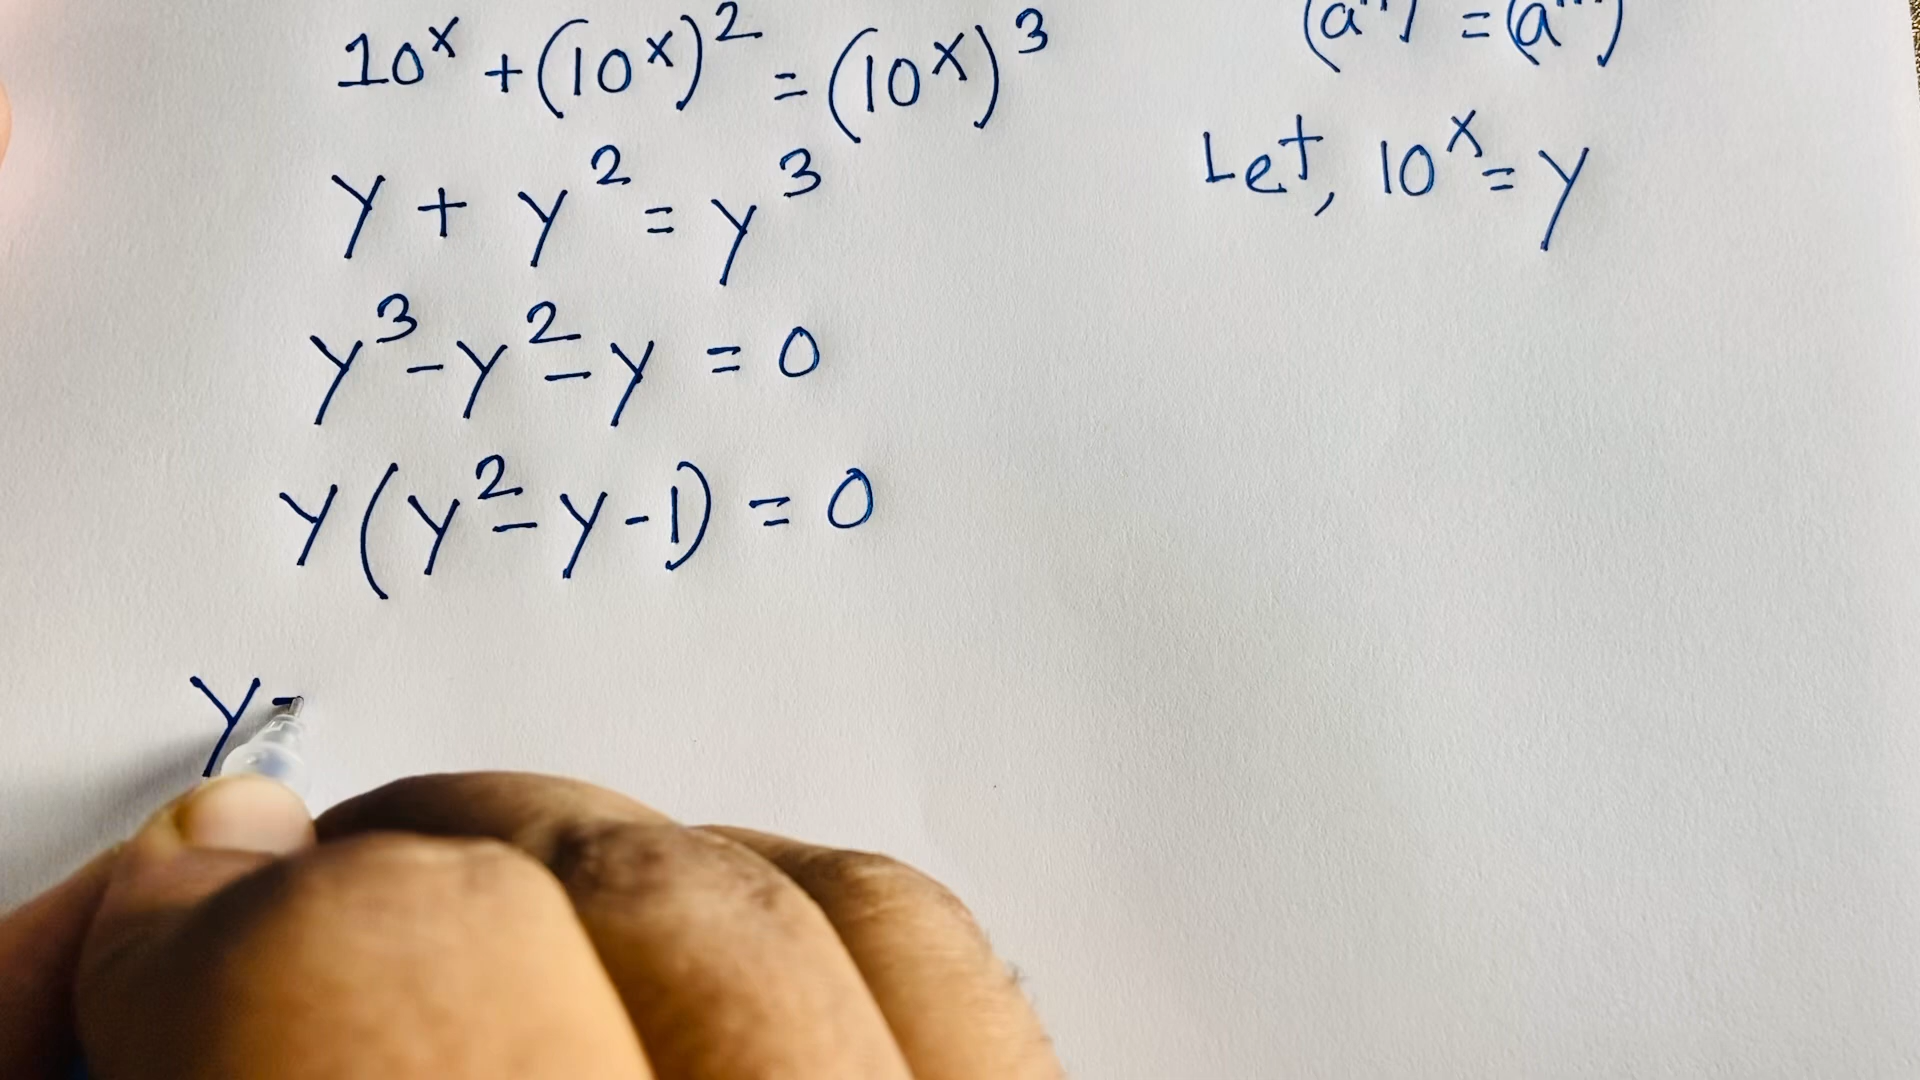 10^x + (10^x)^2 = (10^x)^3
y + y^2 = y^3
y^3 - y^2 - y = 0
y(y^2 - y - 1) = 0
y
Let, 10^x = y